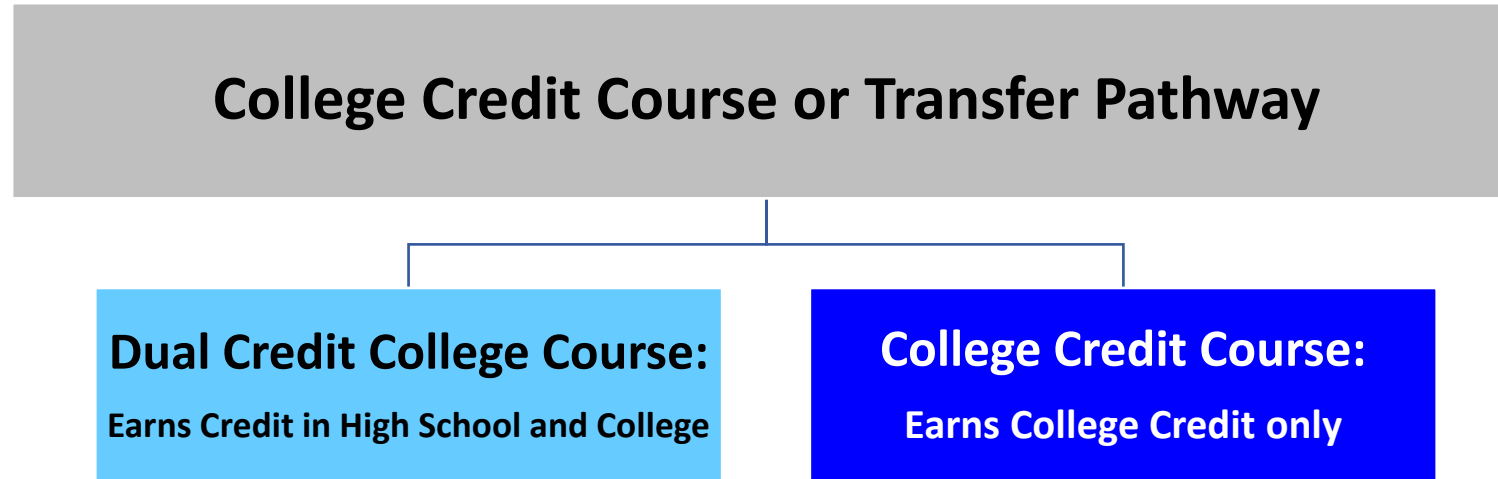 College Credit Course or Transfer Pathway
Dual Credit College Course:
Earns Credit in High School and College
College Credit Course:
Earns College Credit only